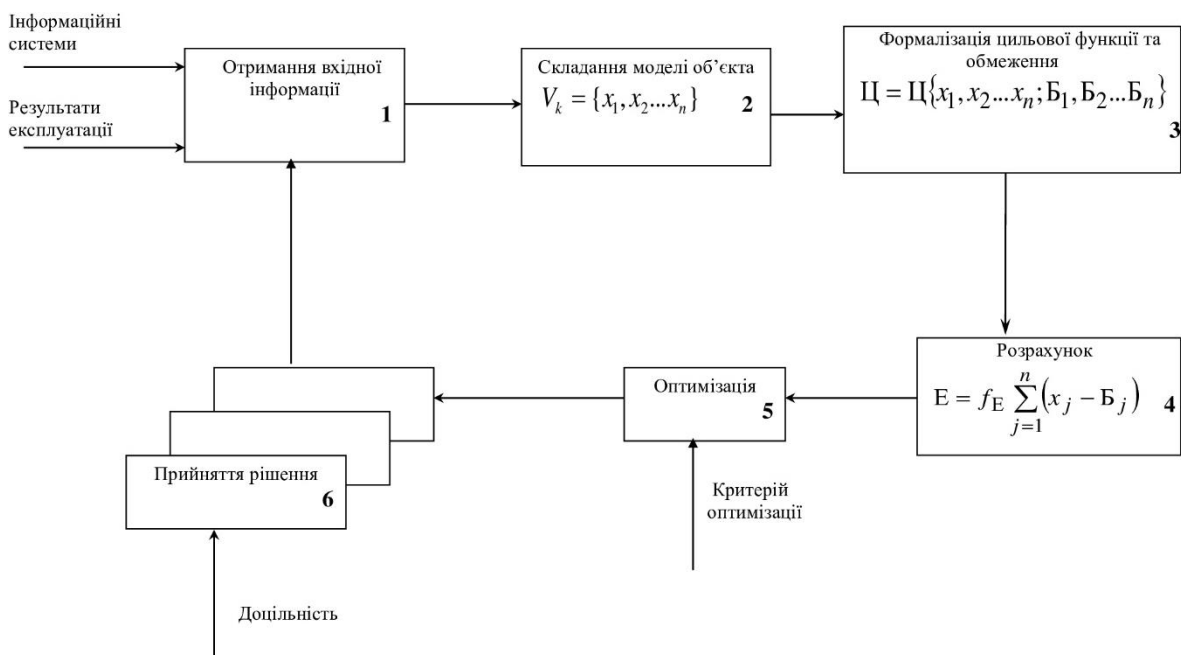 Інформаційні
системи
Результати
експлуатації
Отримання вхідної
інформації
1
Складання моделі об’єкта
V_k = {x_1, x_2...x_n}
2
Формалізація цильової функції та
обмеження
Ц = Ц{x_1, x_2...x_n; Б_1, Б_2...Б_n}
3
Розрахунок
E = f_E \sum_{j=1}^{n} (x_j − Б_j)
4
Оптимізація
5
Критерій
оптимізації
Прийняття рішення
6
Доцільність